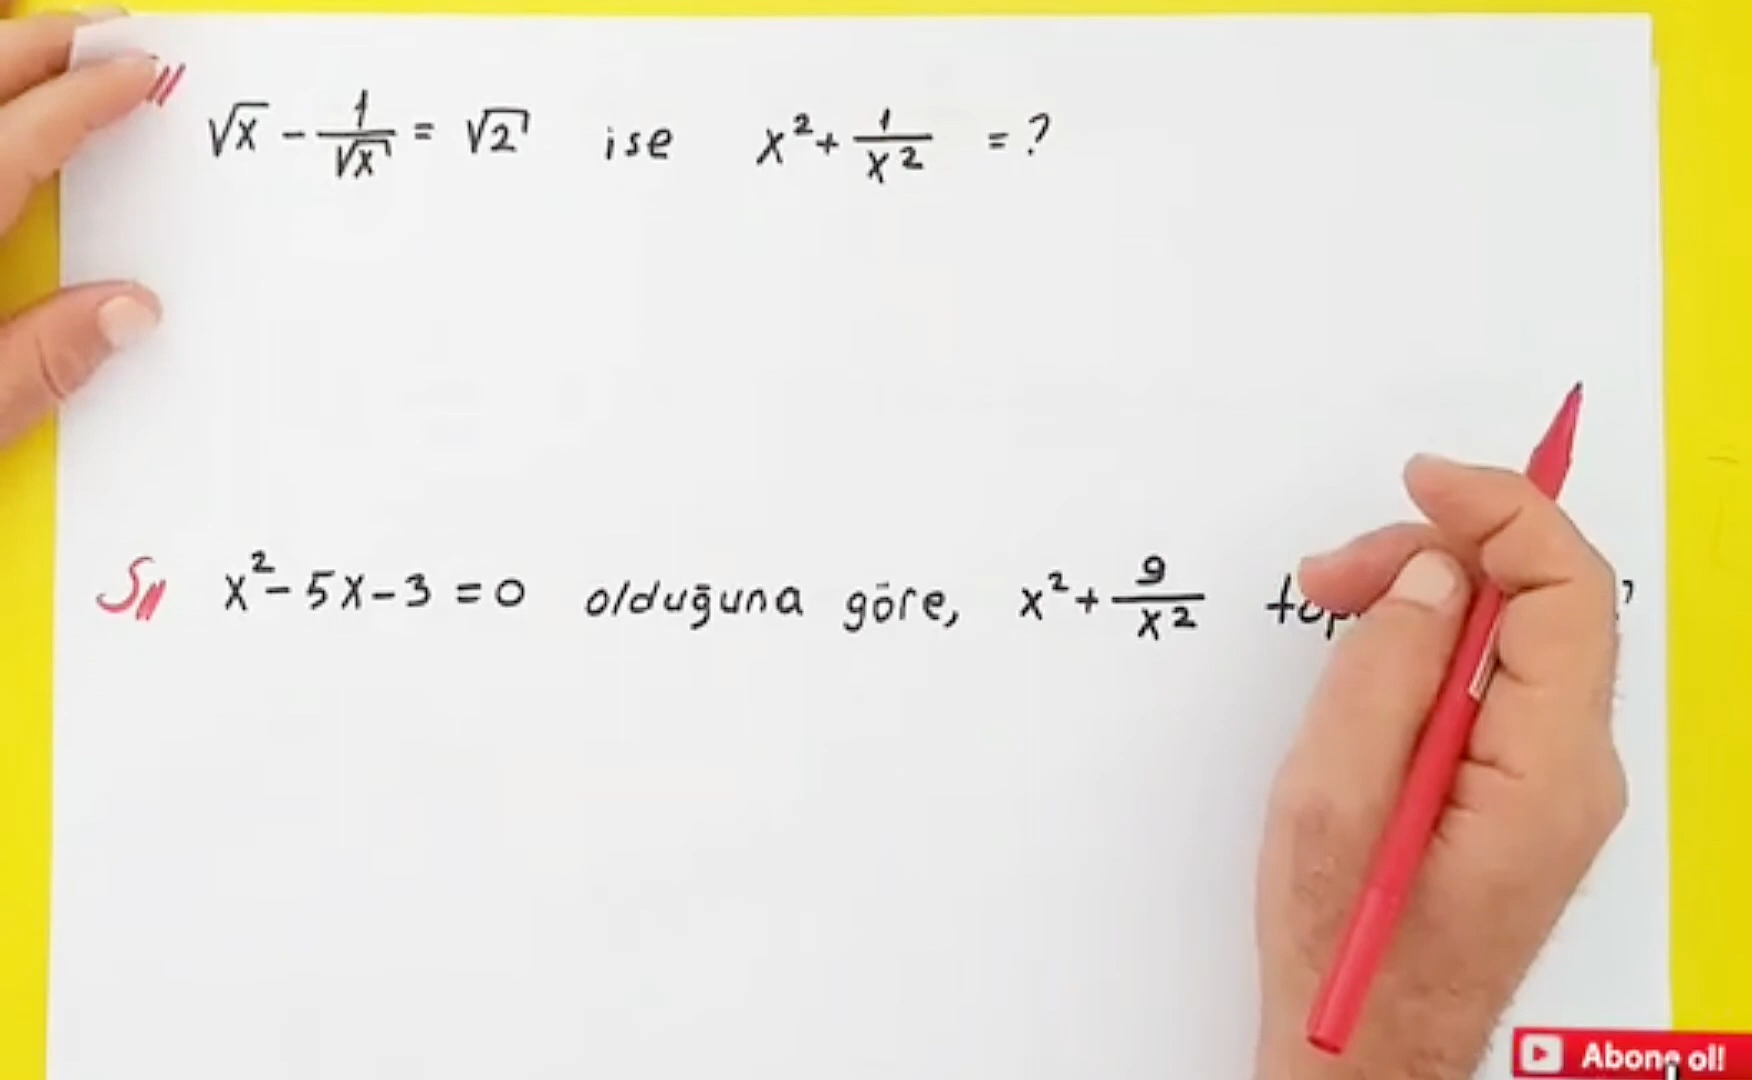 √x - 1/√x = √2 ise x² + 1/x² = ?
S// x² - 5x - 3 = 0 olduğuna göre, x² + 9/x² ?
Abone ol!